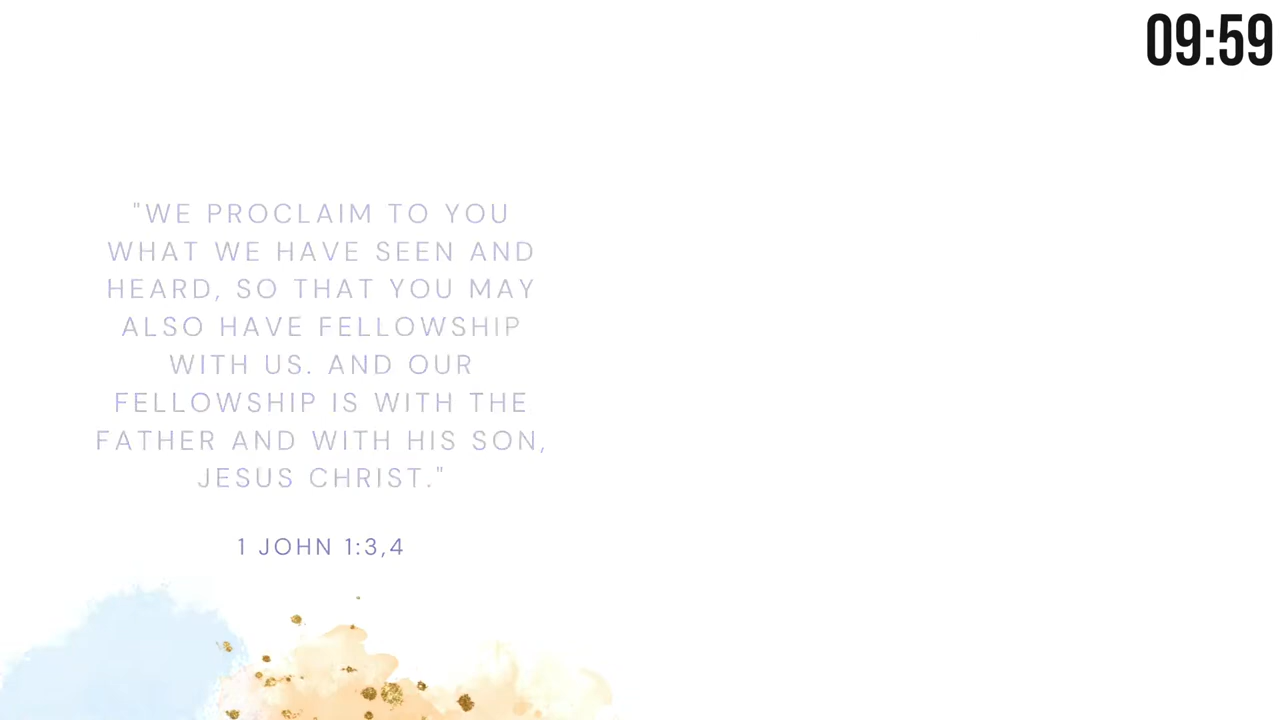 09:59
"WE PROCLAIM TO YOU
WHAT WE HAVE SEEN AND
HEARD, SO THAT YOU MAY
ALSO HAVE FELLOWSHIP
WITH US. AND OUR
FELLOWSHIP IS WITH THE
FATHER AND WITH HIS SON,
JESUS CHRIST."
1 JOHN 1:3,4